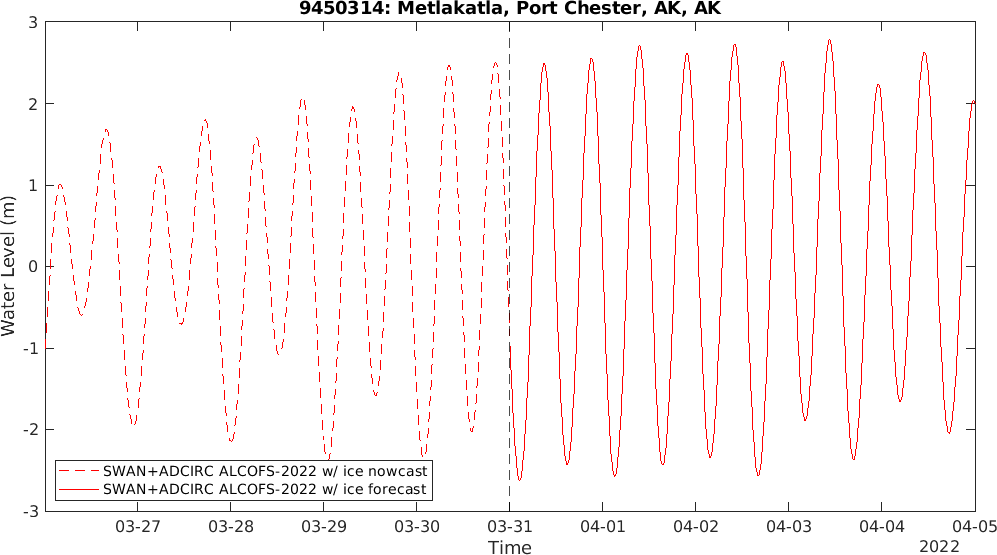 9450314: Metlakatla, Port Chester, AK, AK
3
2
1
0
-1
-2
-3
Water Level (m)
SWAN+ADCIRC ALCOFS-2022 w/ ice nowcast
SWAN+ADCIRC ALCOFS-2022 w/ ice forecast
03-27 03-28 03-29 03-30 03-31 04-01 04-02 04-03 04-04 04-05
Time
2022